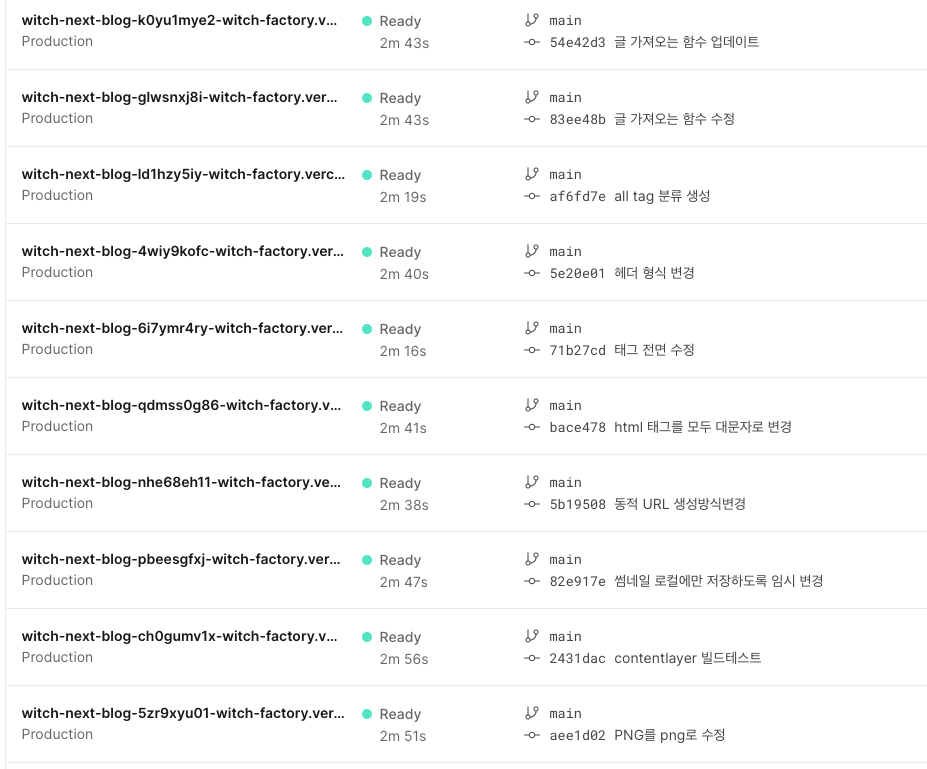 witch-next-blog-k0yu1mye2-witch-factory.v... Ready main
Production 2m 43s 54e42d3 글 가져오는 함수 업데이트
witch-next-blog-glwsnxj8i-witch-factory.ver... Ready main
Production 2m 43s 83ee48b 글 가져오는 함수 수정
witch-next-blog-ld1hzy5iy-witch-factory.verc... Ready main
Production 2m 19s af6fd7e all tag 분류 생성
witch-next-blog-4wiy9kofc-witch-factory.ver... Ready main
Production 2m 40s 5e20e01 헤더 형식 변경
witch-next-blog-6i7ymr4ry-witch-factory.ver... Ready main
Production 2m 16s 71b27cd 태그 전면 수정
witch-next-blog-qdmss0g86-witch-factory.v... Ready main
Production 2m 41s bace478 html 태그를 모두 대문자로 변경
witch-next-blog-nhe68eh11-witch-factory.ve... Ready main
Production 2m 38s 5b19508 동적 URL 생성방식변경
witch-next-blog-pbeesgfxj-witch-factory.ver... Ready main
Production 2m 47s 82e917e 썸네일 로컬에만 저장하도록 임시 변경
witch-next-blog-ch0gumv1x-witch-factory.v... Ready main
Production 2m 56s 2431dac contentlayer 빌드테스트
witch-next-blog-5zr9xyu01-witch-factory.ver... Ready main
Production 2m 51s aee1d02 PNG를 png로 수정